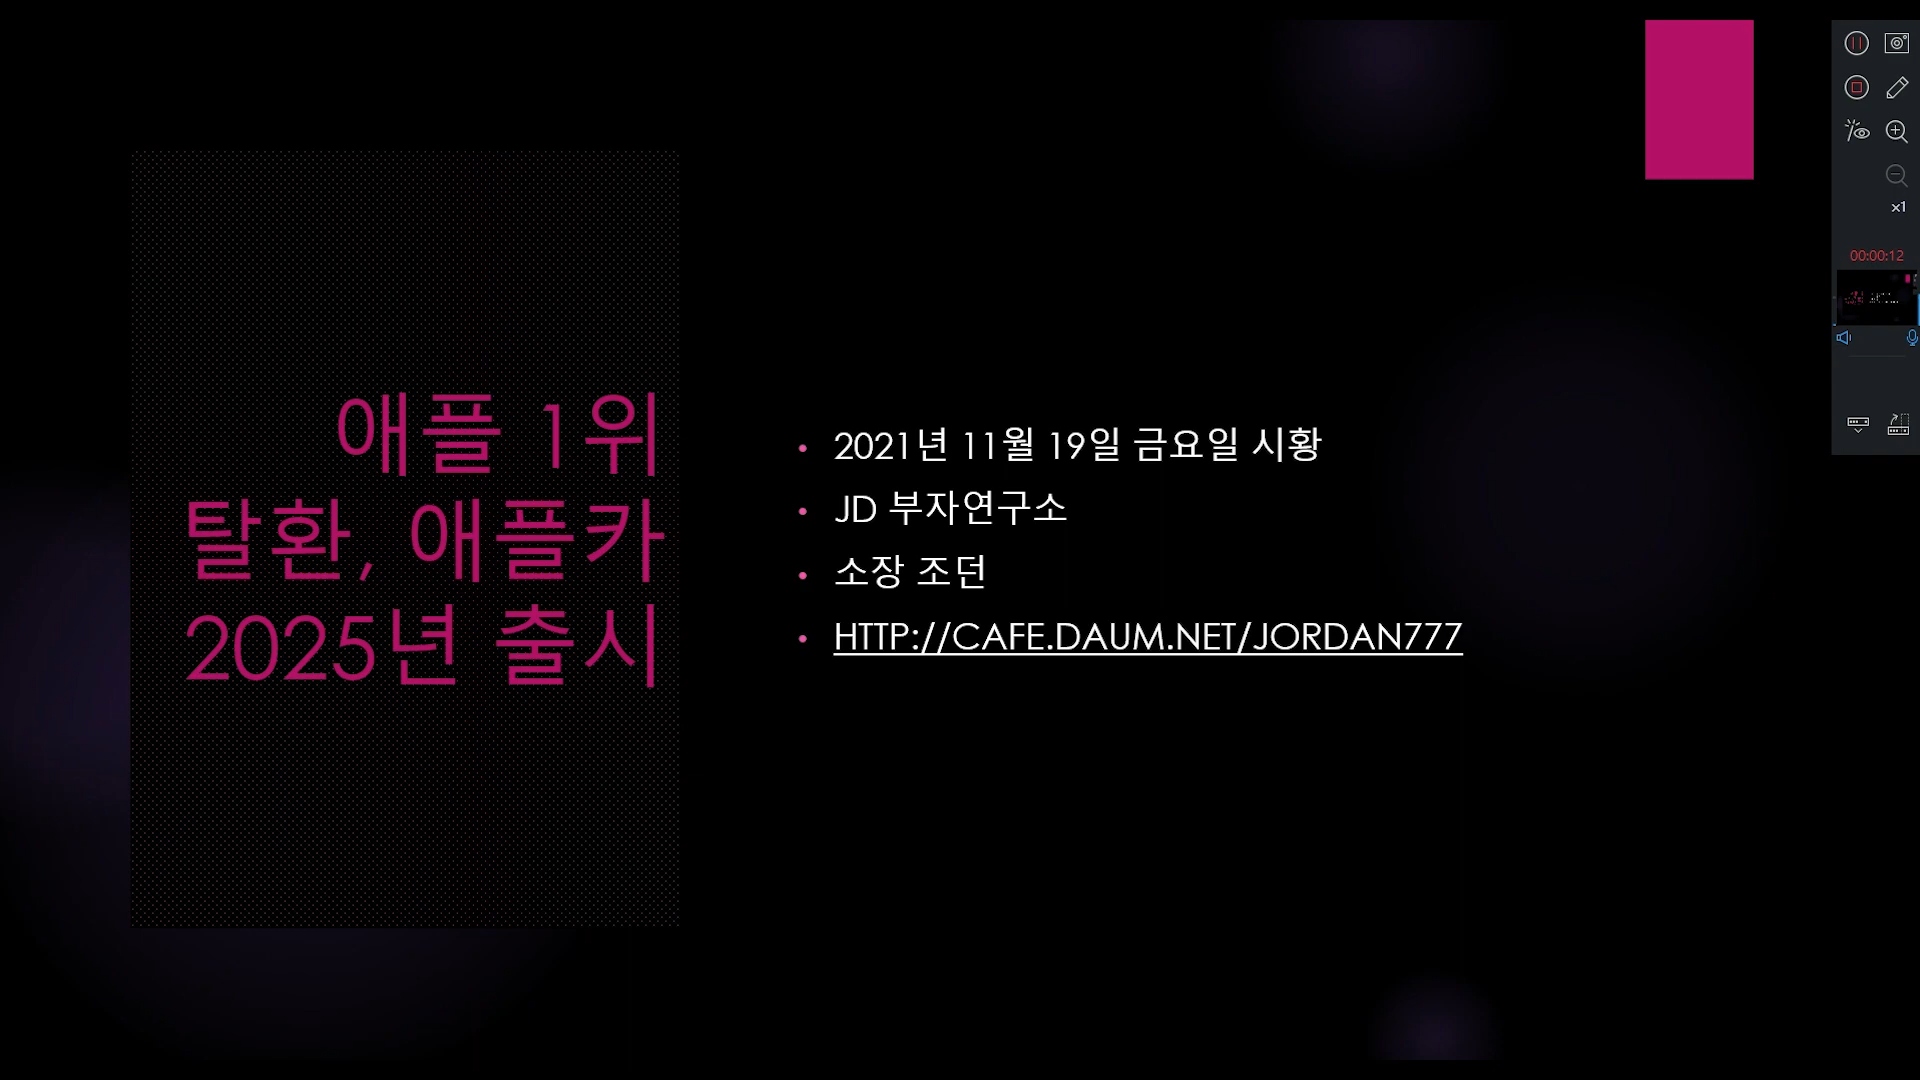 애플 1위
탈환, 애플카
2025년 출시
• 2021년 11월 19일 금요일 시황
• JD 부자연구소
• 소장 조던
• HTTP://CAFE.DAUM.NET/JORDAN777
x1
00:00:12